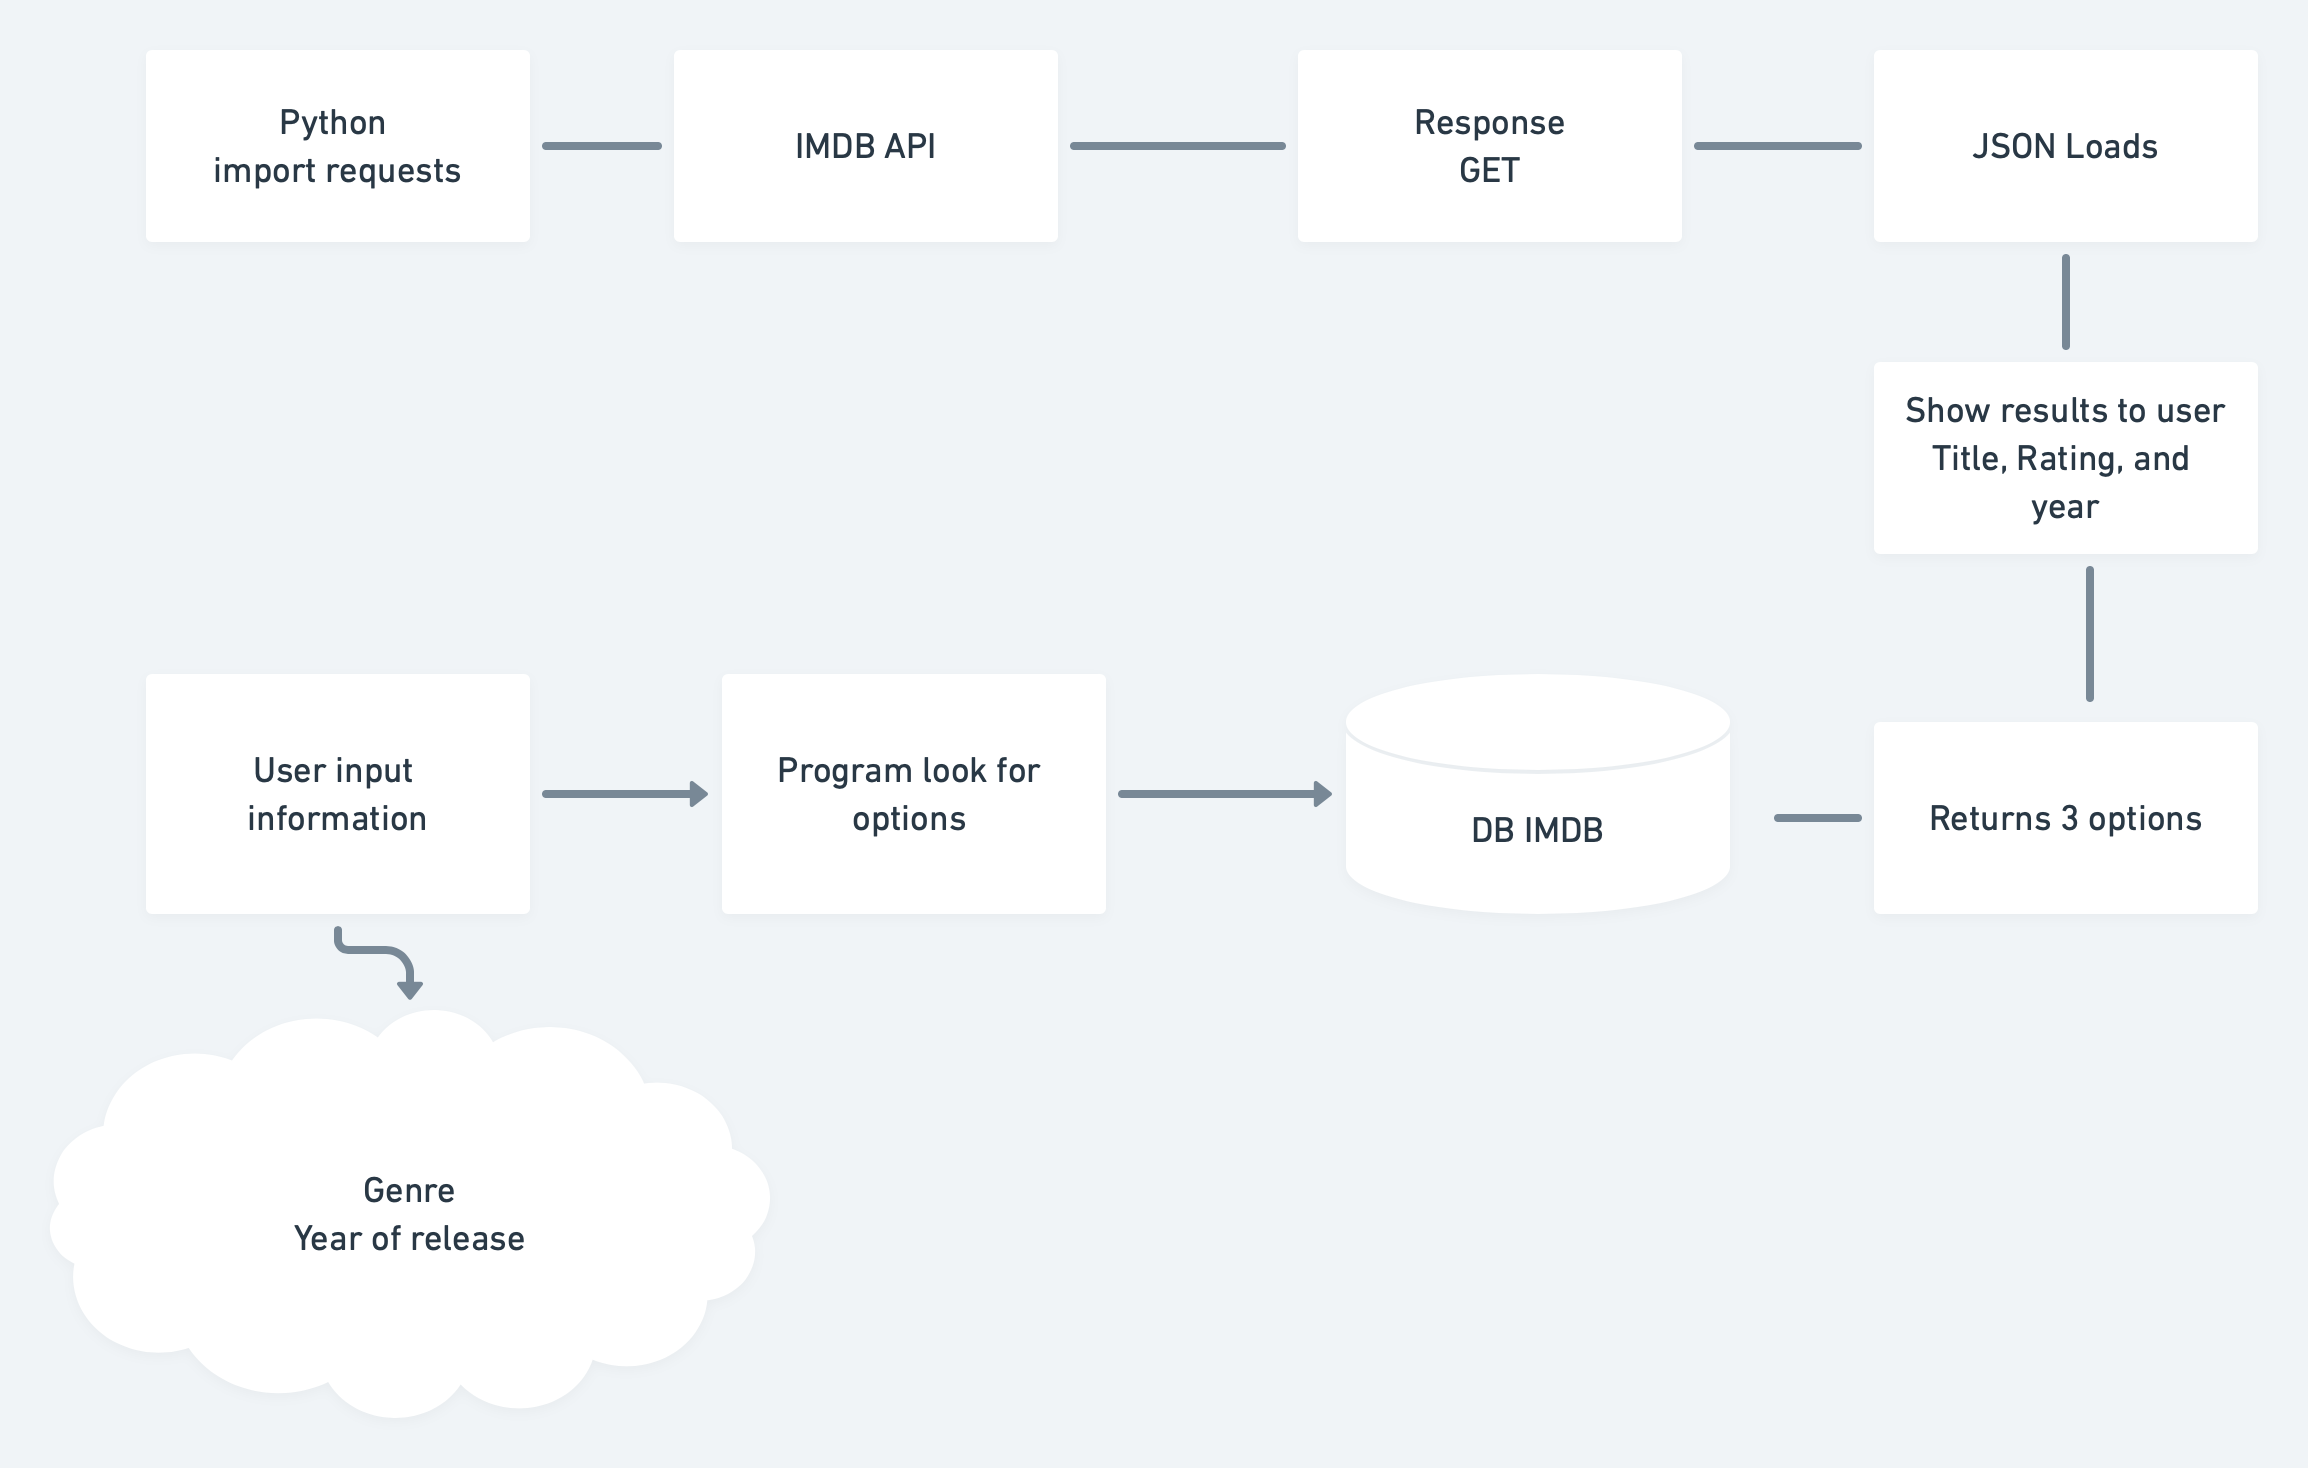 Python
import requests
IMDB API
Response
GET
JSON Loads
Show results to user
Title, Rating, and
year
User input
information
Program look for
options
DB IMDB
Returns 3 options
Genre
Year of release